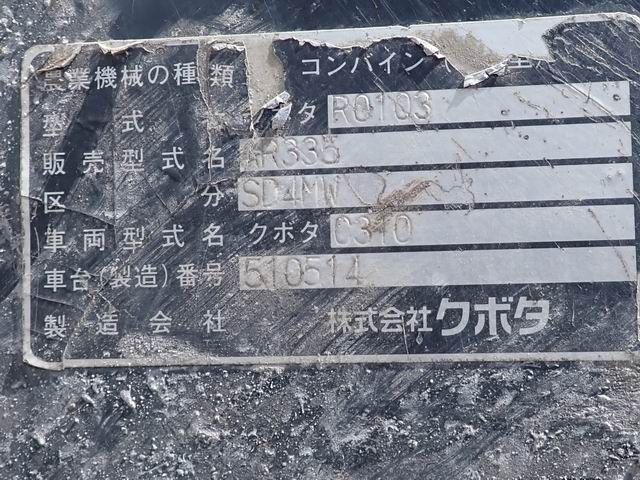 農業機械の種類 コンバイン 型
型式 タ RO103
販売型式名 AR335
区分 SD4MW
車両型式名 クボタ C310
車台(製造)番号 510514
製造会社 株式会社クボタ